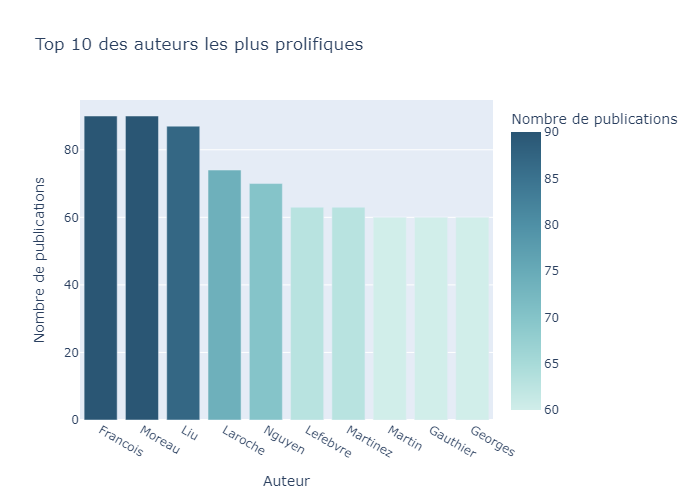 Top 10 des auteurs les plus prolifiques
Nombre de publications
80
60
40
20
0
Francois
Moreau
Liu
Laroche
Nguyen
Lefebvre
Martinez
Martin
Gauthier
Georges
Auteur
Nombre de publications
90
85
80
75
70
65
60